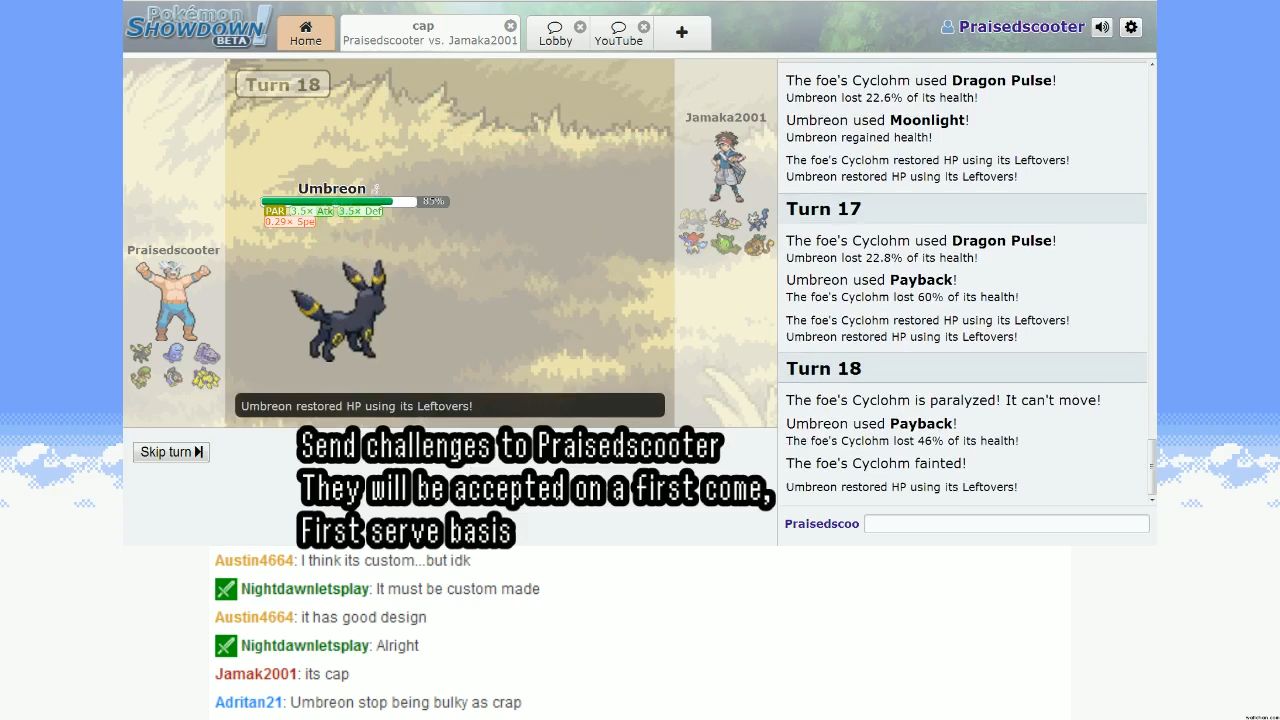 Pokémon
SHOWDOWN!
BETA
Home
cap
Praisedscooter vs. Jamaka2001
Lobby
YouTube
Praisedscooter
Turn 18
Jamaka2001
Umbreon
85%
PAR 3.5× Atk 3.5× Def
0.29× Spe
Praisedscooter
Umbreon restored HP using its Leftovers!
Skip turn
The foe's Cyclohm used Dragon Pulse!
Umbreon lost 22.6% of its health!
Umbreon used Moonlight!
Umbreon regained health!
The foe's Cyclohm restored HP using its Leftovers!
Umbreon restored HP using its Leftovers!
Turn 17
The foe's Cyclohm used Dragon Pulse!
Umbreon lost 22.8% of its health!
Umbreon used Payback!
The foe's Cyclohm lost 60% of its health!
The foe's Cyclohm restored HP using its Leftovers!
Umbreon restored HP using its Leftovers!
Turn 18
The foe's Cyclohm is paralyzed! It can't move!
Umbreon used Payback!
The foe's Cyclohm lost 46% of its health!
The foe's Cyclohm fainted!
Umbreon restored HP using its Leftovers!
Praisedscoo
Send challenges to Praisedscooter
They will be accepted on a first come,
First serve basis
Austin4664: I think its custom...but idk
Nightdawnletsplay: It must be custom made
Austin4664: it has good design
Nightdawnletsplay: Alright
Jamak2001: its cap
Adritan21: Umbreon stop being bulky as crap
wallchan.com